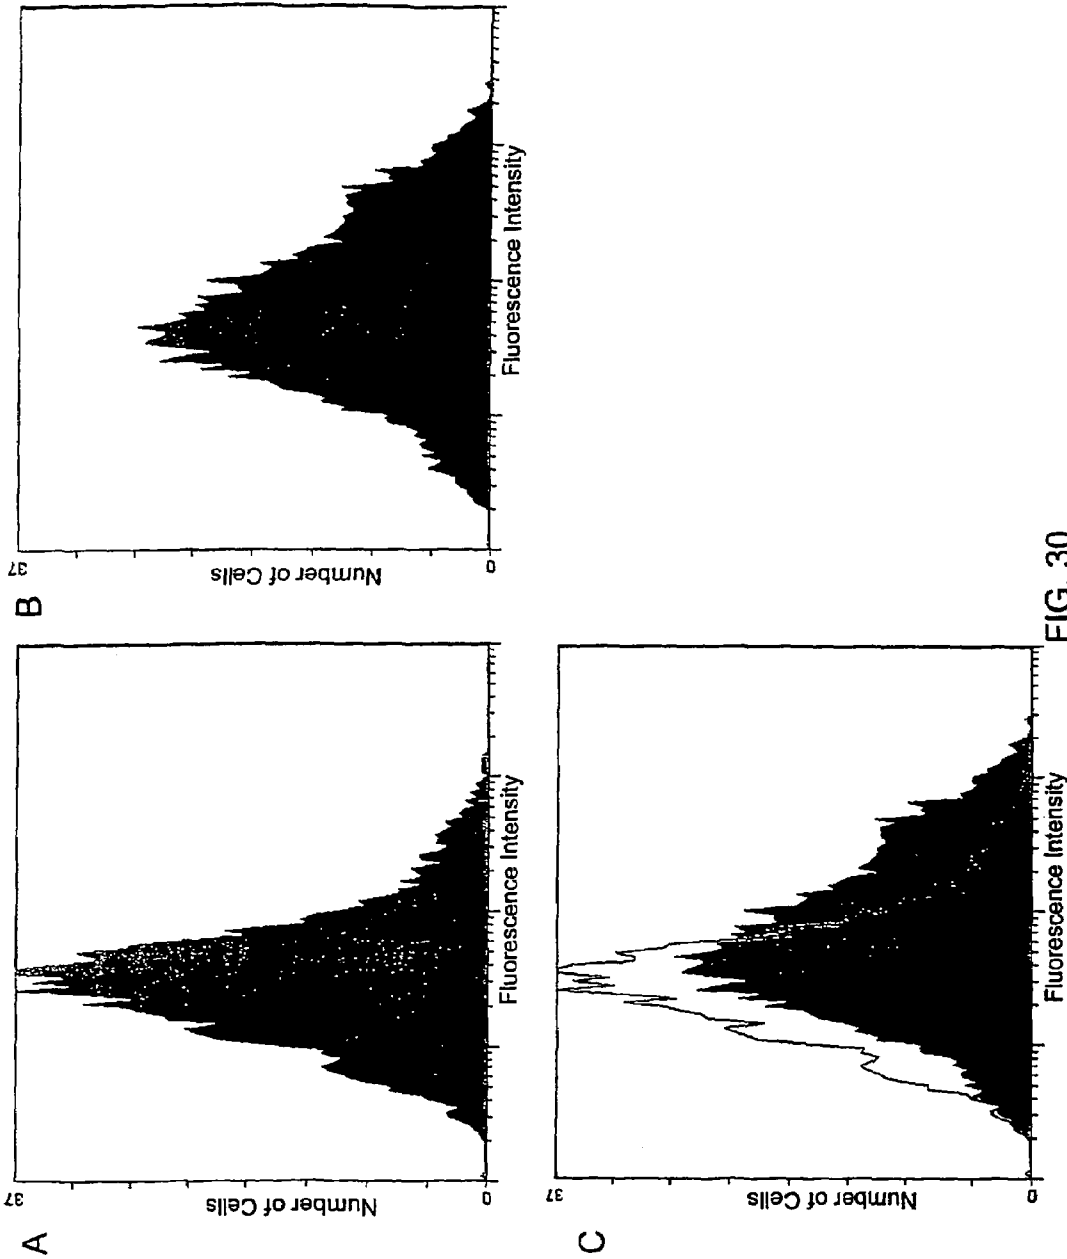 A
37
Number of Cells
0
Fluorescence Intensity
B
37
Number of Cells
0
Fluorescence Intensity
C
37
Number of Cells
0
Fluorescence Intensity
FIG. 30